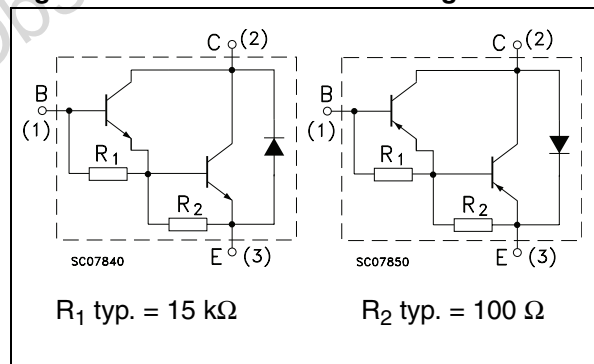 C (2)
B
(1)
R1
R2
SC07840
E (3)
C (2)
B
(1)
R1
R2
SC07850
E (3)
R1 typ. = 15 kΩ
R2 typ. = 100 Ω